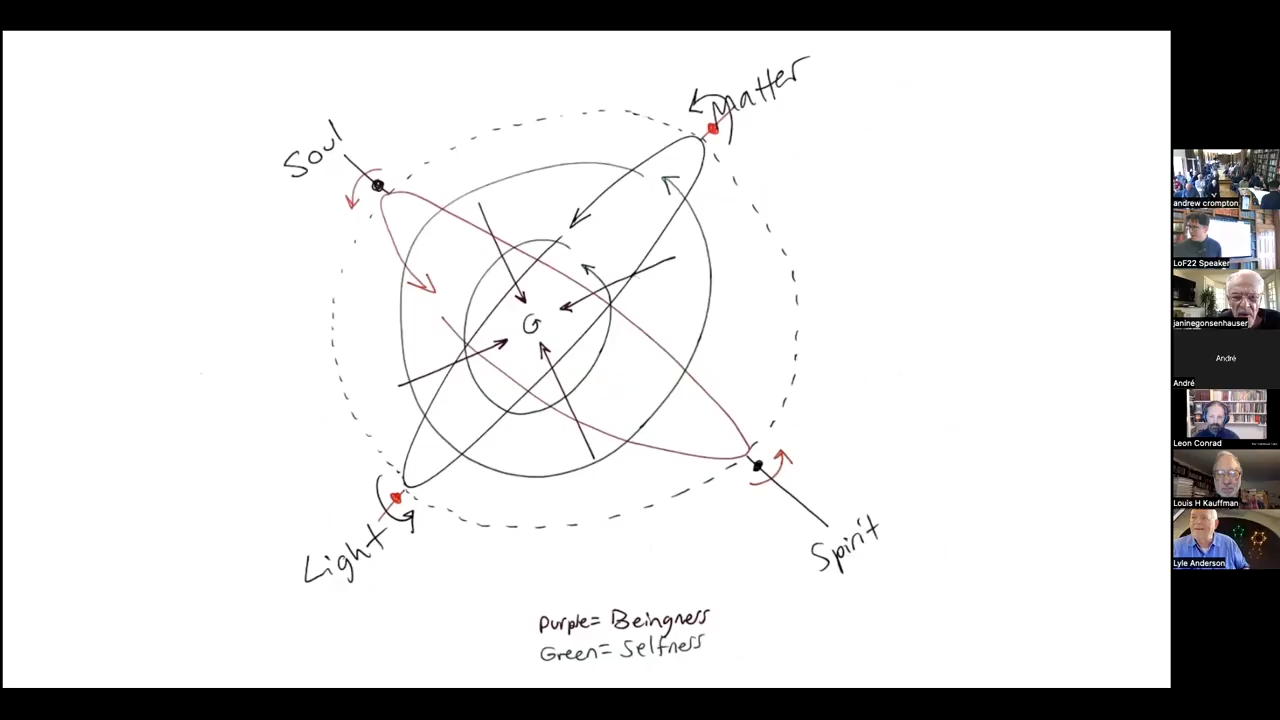 Matter
Soul
G
Light
Spirit
Purple= Beingness
Green= Selfness
andrew crompton
LoF22 Speaker
janinegonsenhauser
André
André
Leon Conrad
Louis H Kauffman
Lyle Anderson